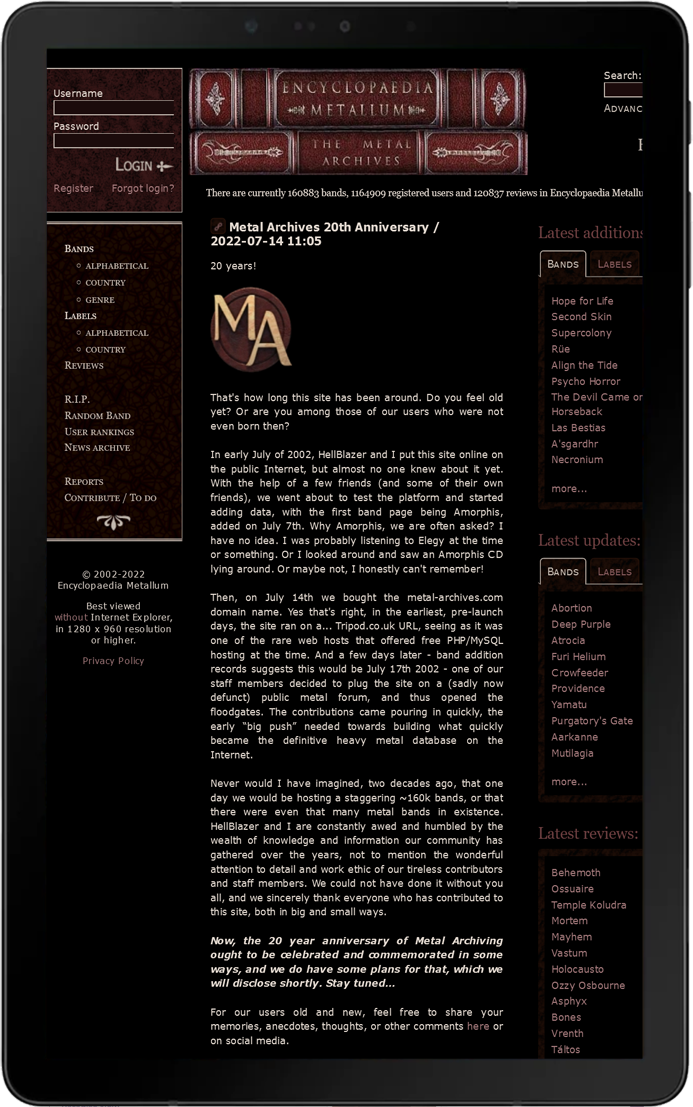 Username
Password
LOGIN
Register Forgot login?
BANDS
ALPHABETICAL
COUNTRY
GENRE
LABELS
ALPHABETICAL
COUNTRY
REVIEWS
R.I.P.
RANDOM BAND
USER RANKINGS
NEWS ARCHIVE
REPORTS
CONTRIBUTE / TO DO
© 2002-2022
Encyclopaedia Metallum
Best viewed
without Internet Explorer,
in 1280 x 960 resolution
or higher.
Privacy Policy
ENCYCLOPAEDIA
METALLUM
THE METAL
ARCHIVES
Search:
ADVANC
There are currently 160883 bands, 1164909 registered users and 120837 reviews in Encyclopaedia Metallu
Metal Archives 20th Anniversary /
2022-07-14 11:05
20 years!
MA
That's how long this site has been around. Do you feel old
yet? Or are you among those of our users who were not
even born then?
In early July of 2002, HellBlazer and I put this site online on
the public Internet, but almost no one knew about it yet.
With the help of a few friends (and some of their own
friends), we went about to test the platform and started
adding data, with the first band page being Amorphis,
added on July 7th. Why Amorphis, we are often asked? I
have no idea. I was probably listening to Elegy at the time
or something. Or I looked around and saw an Amorphis CD
lying around. Or maybe not, I honestly can't remember!
Then, on July 14th we bought the metal-archives.com
domain name. Yes that's right, in the earliest, pre-launch
days, the site ran on a... Tripod.co.uk URL, seeing as it was
one of the rare web hosts that offered free PHP/MySQL
hosting at the time. And a few days later - band addition
records suggests this would be July 17th 2002 - one of our
staff members decided to plug the site on a (sadly now
defunct) public metal forum, and thus opened the
floodgates. The contributions came pouring in quickly, the
early “big push” needed towards building what quickly
became the definitive heavy metal database on the
Internet.
Never would I have imagined, two decades ago, that one
day we would be hosting a staggering ~160k bands, or that
there were even that many metal bands in existence.
HellBlazer and I are constantly awed and humbled by the
wealth of knowledge and information our community has
gathered over the years, not to mention the wonderful
attention to detail and work ethic of our tireless contributors
and staff members. We could not have done it without you
all, and we sincerely thank everyone who has contributed to
this site, both in big and small ways.
Now, the 20 year anniversary of Metal Archiving
ought to be celebrated and commemorated in some
ways, and we do have some plans for that, which we
will disclose shortly. Stay tuned...
For our users old and new, feel free to share your
memories, anecdotes, thoughts, or other comments here or
on social media.
Latest additions
BANDS LABELS
Hope for Life
Second Skin
Supercolony
Rüe
Align the Tide
Psycho Horror
The Devil Came on
Horseback
Las Bestias
A'sgardhr
Necronium
more...
Latest updates:
BANDS LABELS
Abortion
Deep Purple
Atrocia
Furi Helium
Crowfeeder
Providence
Yamatu
Purgatory's Gate
Aarkanne
Mutilagia
more...
Latest reviews:
Behemoth
Ossuaire
Temple Koludra
Mortem
Mayhem
Vastum
Holocausto
Ozzy Osbourne
Asphyx
Bones
Vrenth
Táltos